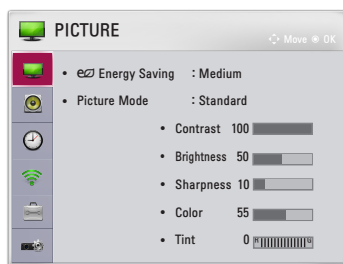 PICTURE
Move OK
• eco Energy Saving : Medium
• Picture Mode : Standard
• Contrast 100
• Brightness 50
• Sharpness 10
• Color 55
• Tint 0 R G